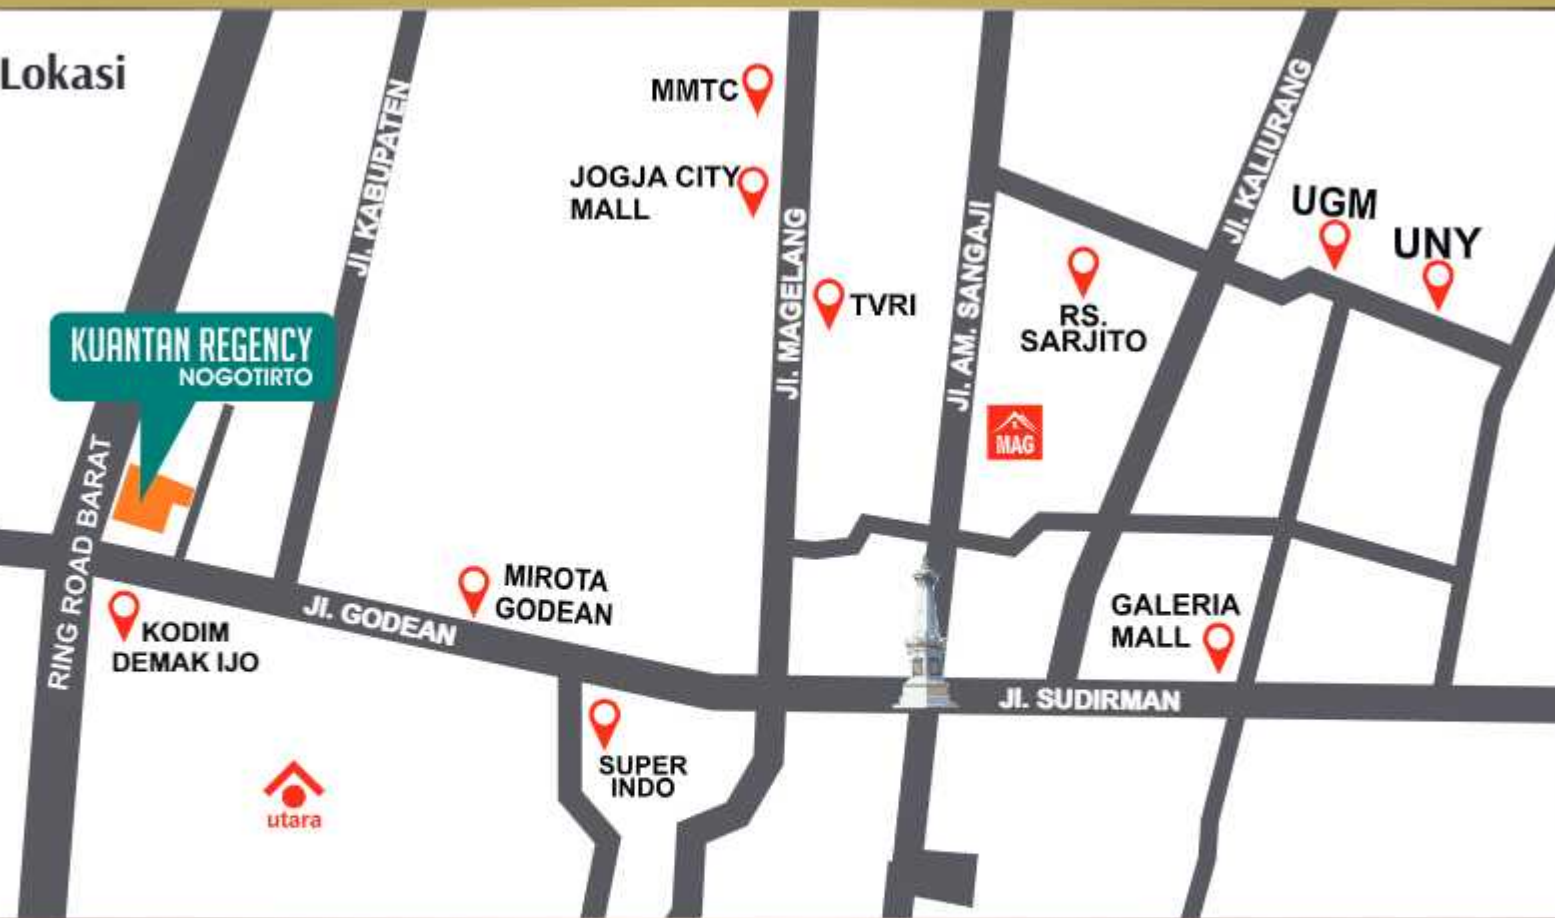 Lokasi
MMTC
JOGJA CITY
MALL
Jl. KABUPATEN
Jl. MAGELANG
TVRI
Jl. AM. SANGAJI
Jl. KALIURANG
UGM
UNY
RS.
SARJITO
MAG
KUANTAN REGENCY
NOGOTIRTO
RING ROAD BARAT
KODIM
DEMAK IJO
Jl. GODEAN
MIROTA
GODEAN
GALERIA
MALL
Jl. SUDIRMAN
SUPER
INDO
utara